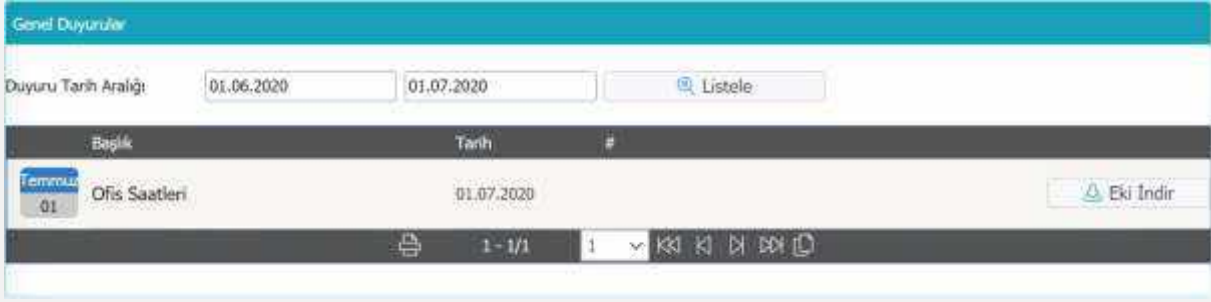 Genel Duyurular
Duyuru Tarih Aralığı 01.06.2020 01.07.2020 Listele
Başlık Tarih #
Temmuz
01 Ofis Saatleri 01.07.2020 Eki İndir
1 - 1/1 1